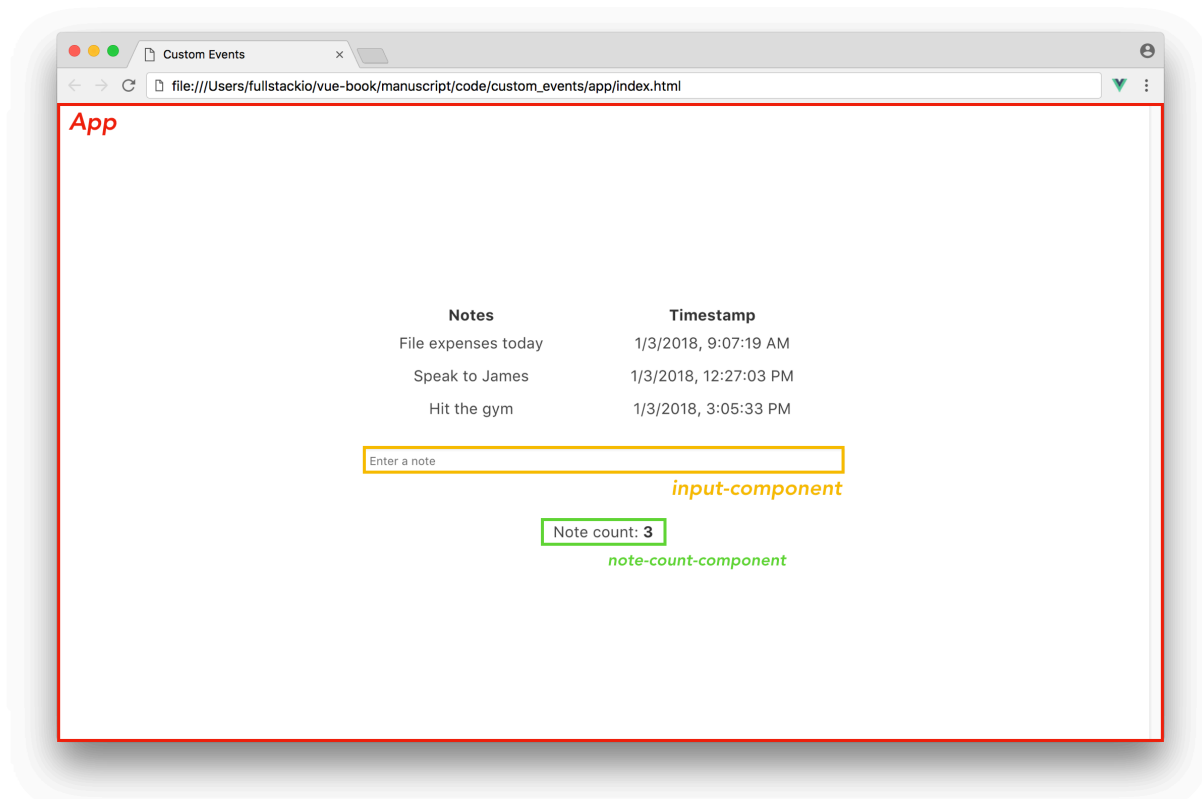 Custom Events
file:///Users/fullstackio/vue-book/manuscript/code/custom_events/app/index.html
App
Notes Timestamp
File expenses today 1/3/2018, 9:07:19 AM
Speak to James 1/3/2018, 12:27:03 PM
Hit the gym 1/3/2018, 3:05:33 PM
Enter a note
input-component
Note count: 3
note-count-component